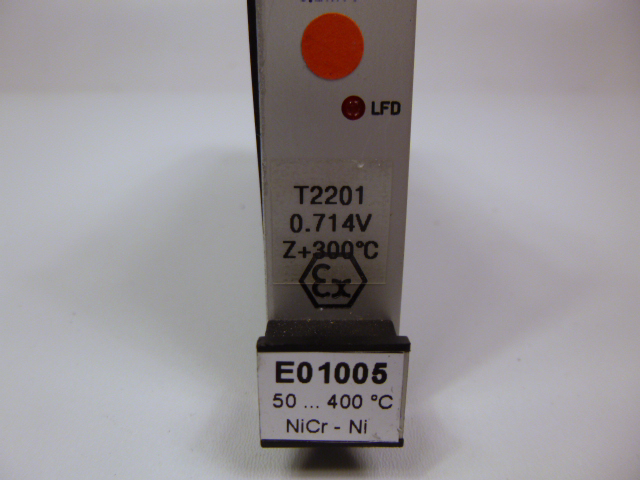 LFD
T2201
0.714V
Z+300°C
Ex
E01005
50 ... 400 °C
NiCr - Ni